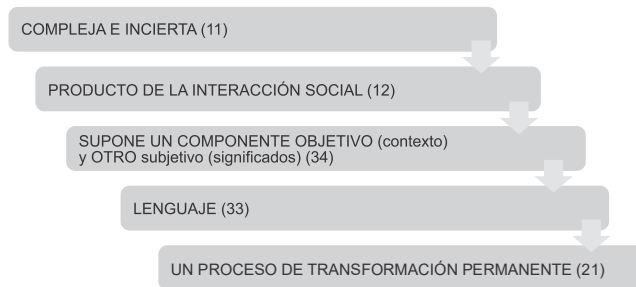 COMPLEJA E INCIERTA (11)
PRODUCTO DE LA INTERACCIÓN SOCIAL (12)
SUPONE UN COMPONENTE OBJETIVO (contexto)
y OTRO subjetivo (significados) (34)
LENGUAJE (33)
UN PROCESO DE TRANSFORMACIÓN PERMANENTE (21)